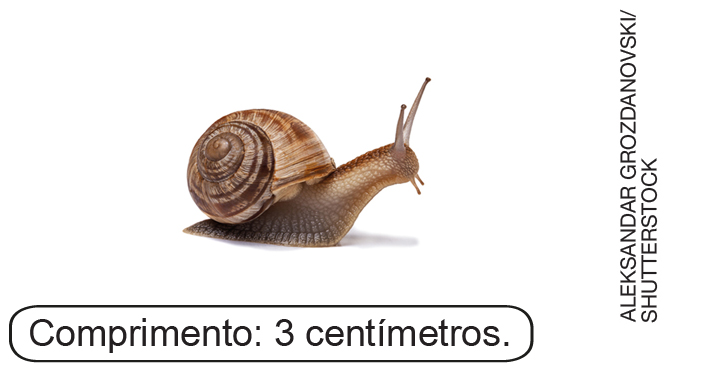 Comprimento: 3 centímetros.
ALEKSANDAR GROZDANOVSKI/
SHUTTERSTOCK